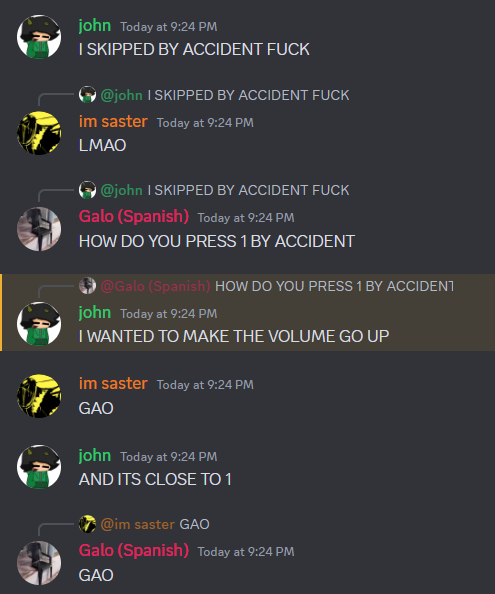 john Today at 9:24 PM
I SKIPPED BY ACCIDENT FUCK
@john I SKIPPED BY ACCIDENT FUCK
im saster Today at 9:24 PM
LMAO
@john I SKIPPED BY ACCIDENT FUCK
Galo (Spanish) Today at 9:24 PM
HOW DO YOU PRESS 1 BY ACCIDENT
@Galo (Spanish) HOW DO YOU PRESS 1 BY ACCIDENT
john Today at 9:24 PM
I WANTED TO MAKE THE VOLUME GO UP
im saster Today at 9:24 PM
GAO
john Today at 9:24 PM
AND ITS CLOSE TO 1
@im saster GAO
Galo (Spanish) Today at 9:24 PM
GAO